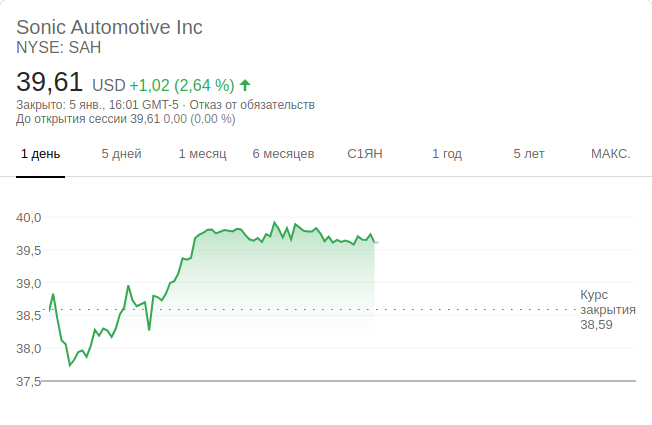 Sonic Automotive Inc
NYSE: SAH
39,61 USD +1,02 (2,64 %)
Закрыто: 5 янв., 16:01 GMT-5 · Отказ от обязательств
До открытия сессии 39,61 0,00 (0,00 %)
1 день 5 дней 1 месяц 6 месяцев С1ЯН 1 год 5 лет МАКС.
40,0
39,5
39,0
38,5
38,0
37,5
Курс
закрытия
38,59